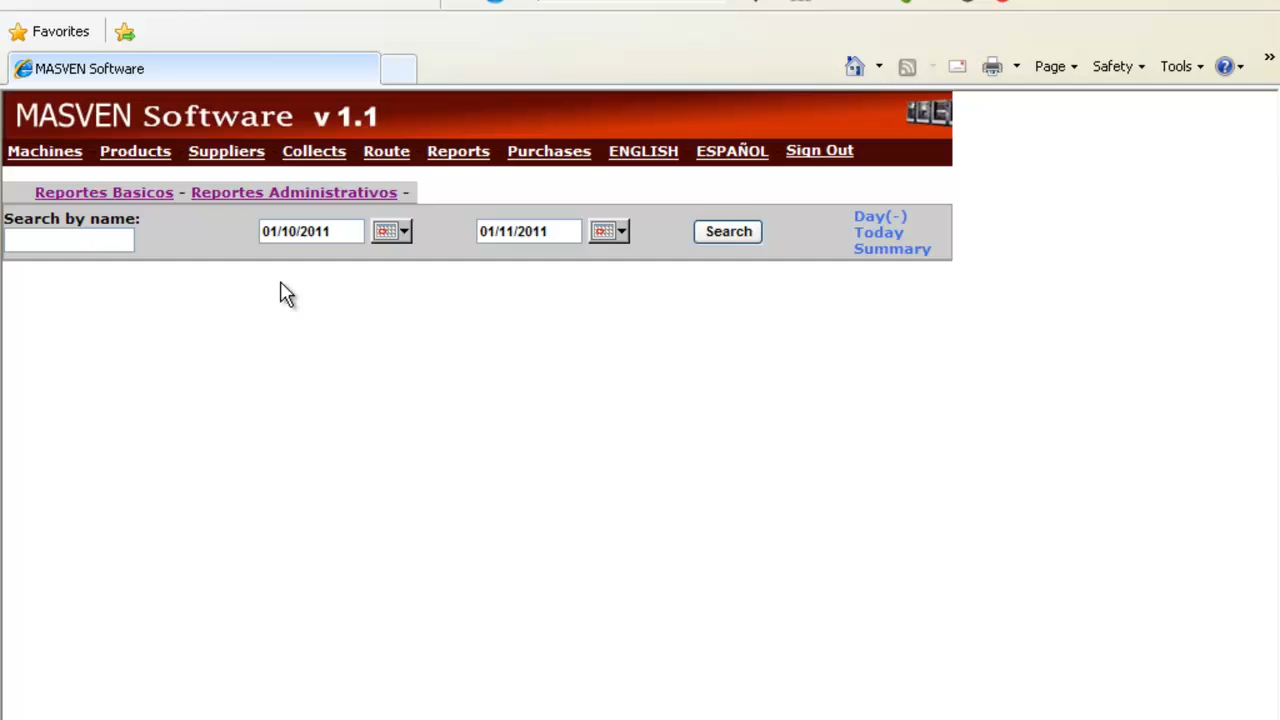 Favorites
MASVEN Software
Page
Safety
Tools
»
MASVEN Software v 1.1
Machines Products Suppliers Collects Route Reports Purchases ENGLISH ESPAÑOL Sign Out
Reportes Basicos - Reportes Administrativos -
Search by name:
01/10/2011
01/11/2011
Search
Day(-)
Today
Summary